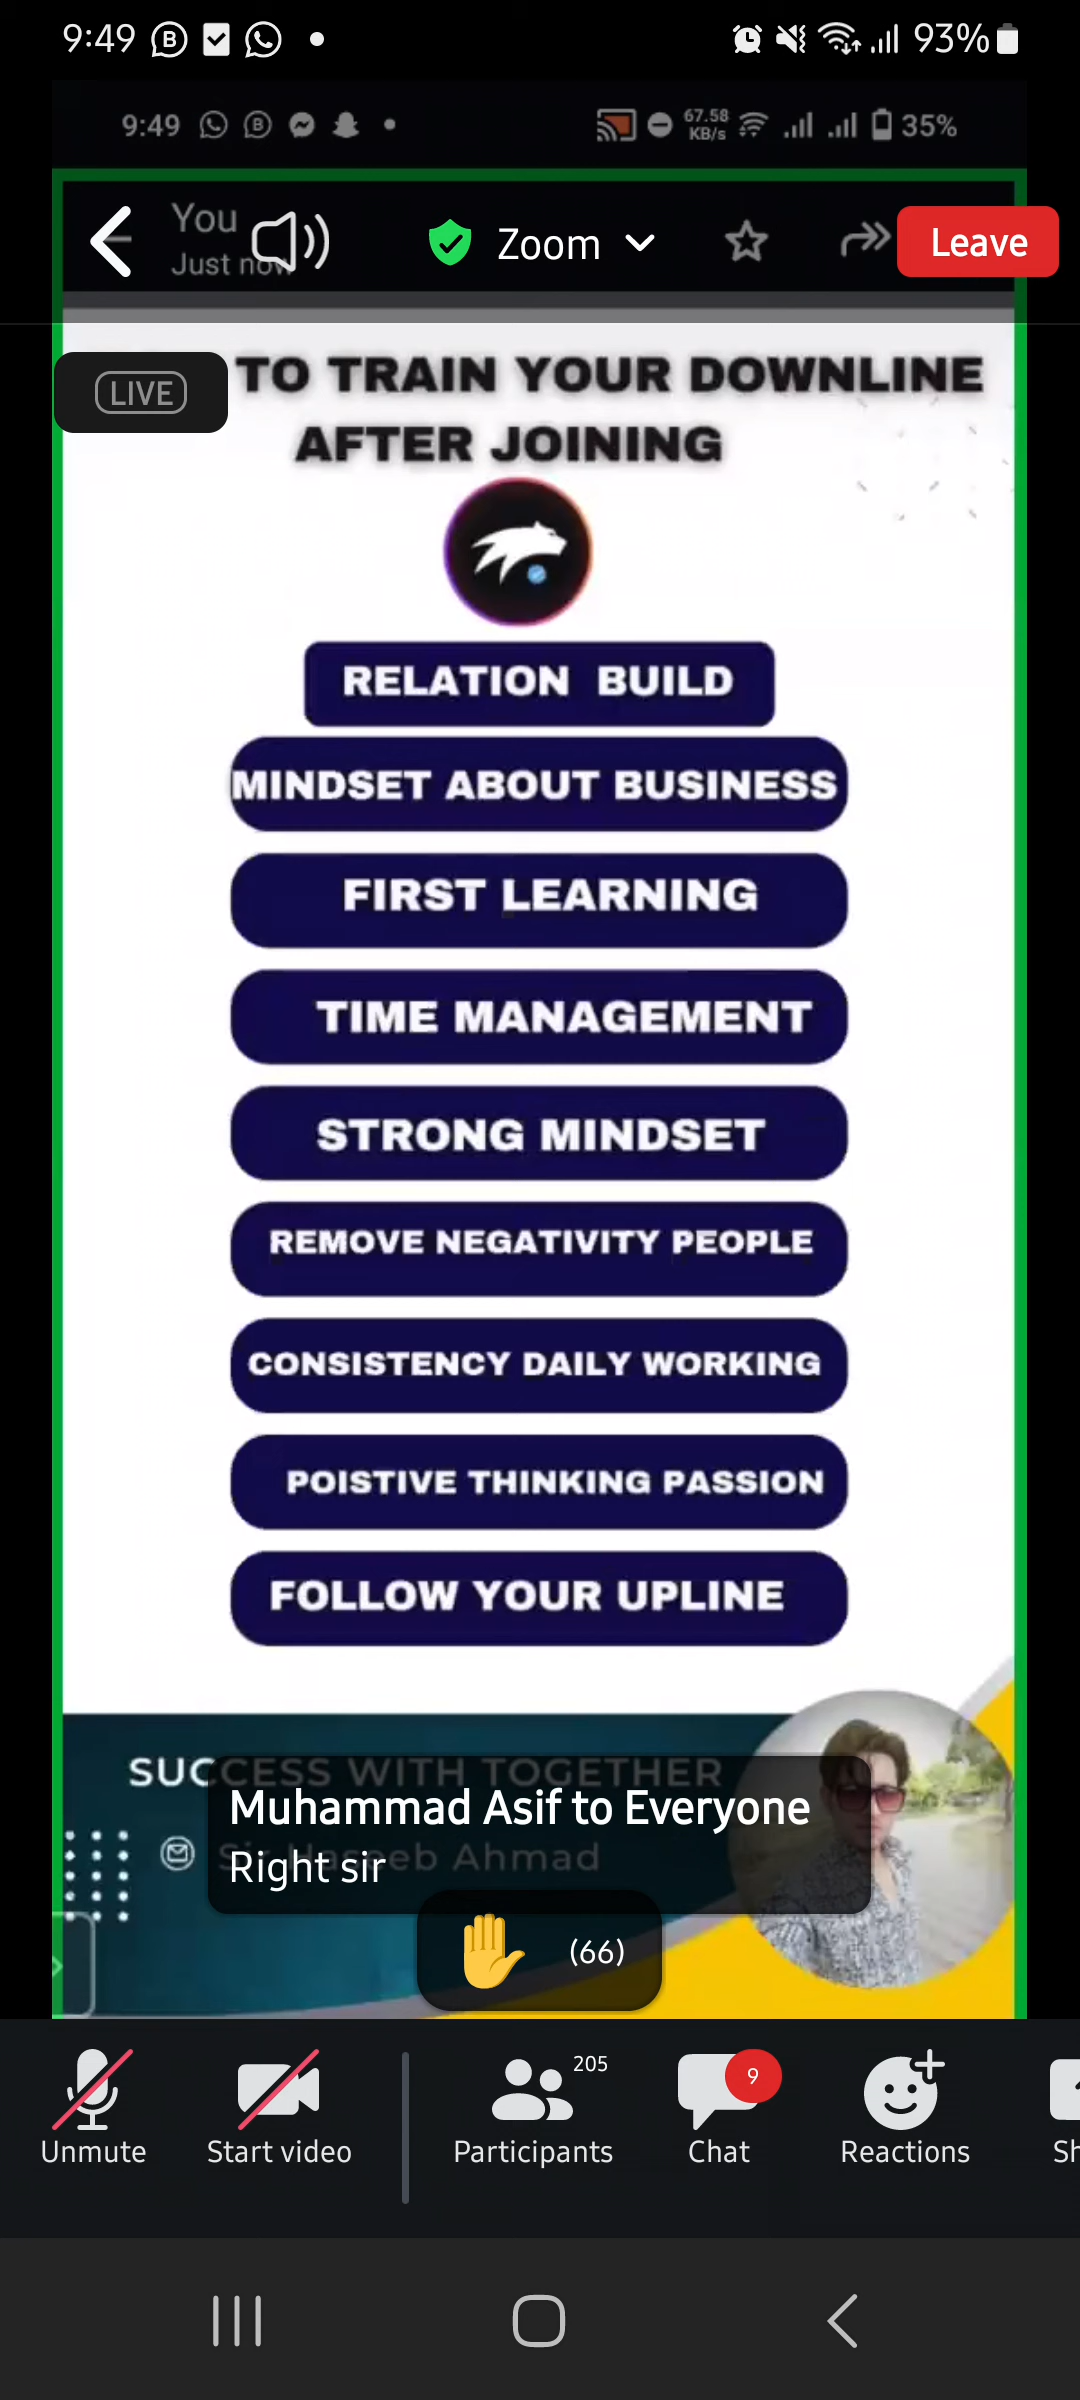 9:49
93%
9:49
67.58
KB/s
35%
You
Just now
Zoom
Leave
LIVE
TO TRAIN YOUR DOWNLINE
AFTER JOINING
RELATION BUILD
MINDSET ABOUT BUSINESS
FIRST LEARNING
TIME MANAGEMENT
STRONG MINDSET
REMOVE NEGATIVITY PEOPLE
CONSISTENCY DAILY WORKING
POISTIVE THINKING PASSION
FOLLOW YOUR UPLINE
SUCCESS WITH TOGETHER
Muhammad Asif to Everyone
Ahmad
Right sir
(66)
205
9
Unmute
Start video
Participants
Chat
Reactions
Sh